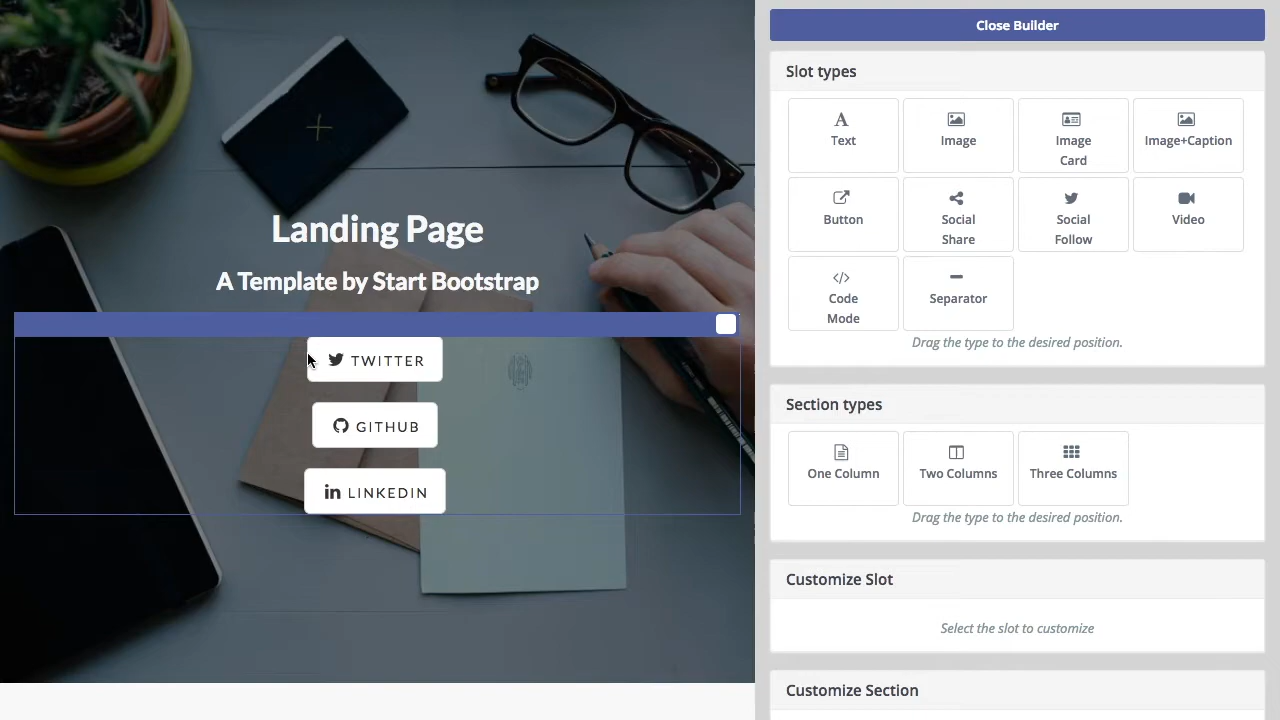 Landing Page
A Template by Start Bootstrap
TWITTER
GITHUB
LINKEDIN
Close Builder
Slot types
Text
Image
Image
Card
Image+Caption
Button
Social
Share
Social
Follow
Video
Code
Mode
Separator
Drag the type to the desired position.
Section types
One Column
Two Columns
Three Columns
Drag the type to the desired position.
Customize Slot
Select the slot to customize
Customize Section